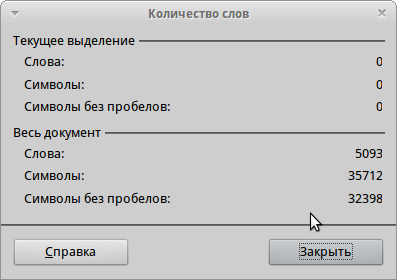 Количество слов
Текущее выделение
Слова: 0
Символы: 0
Символы без пробелов: 0
Весь документ
Слова: 5093
Символы: 35712
Символы без пробелов: 32398
Справка Закрыть